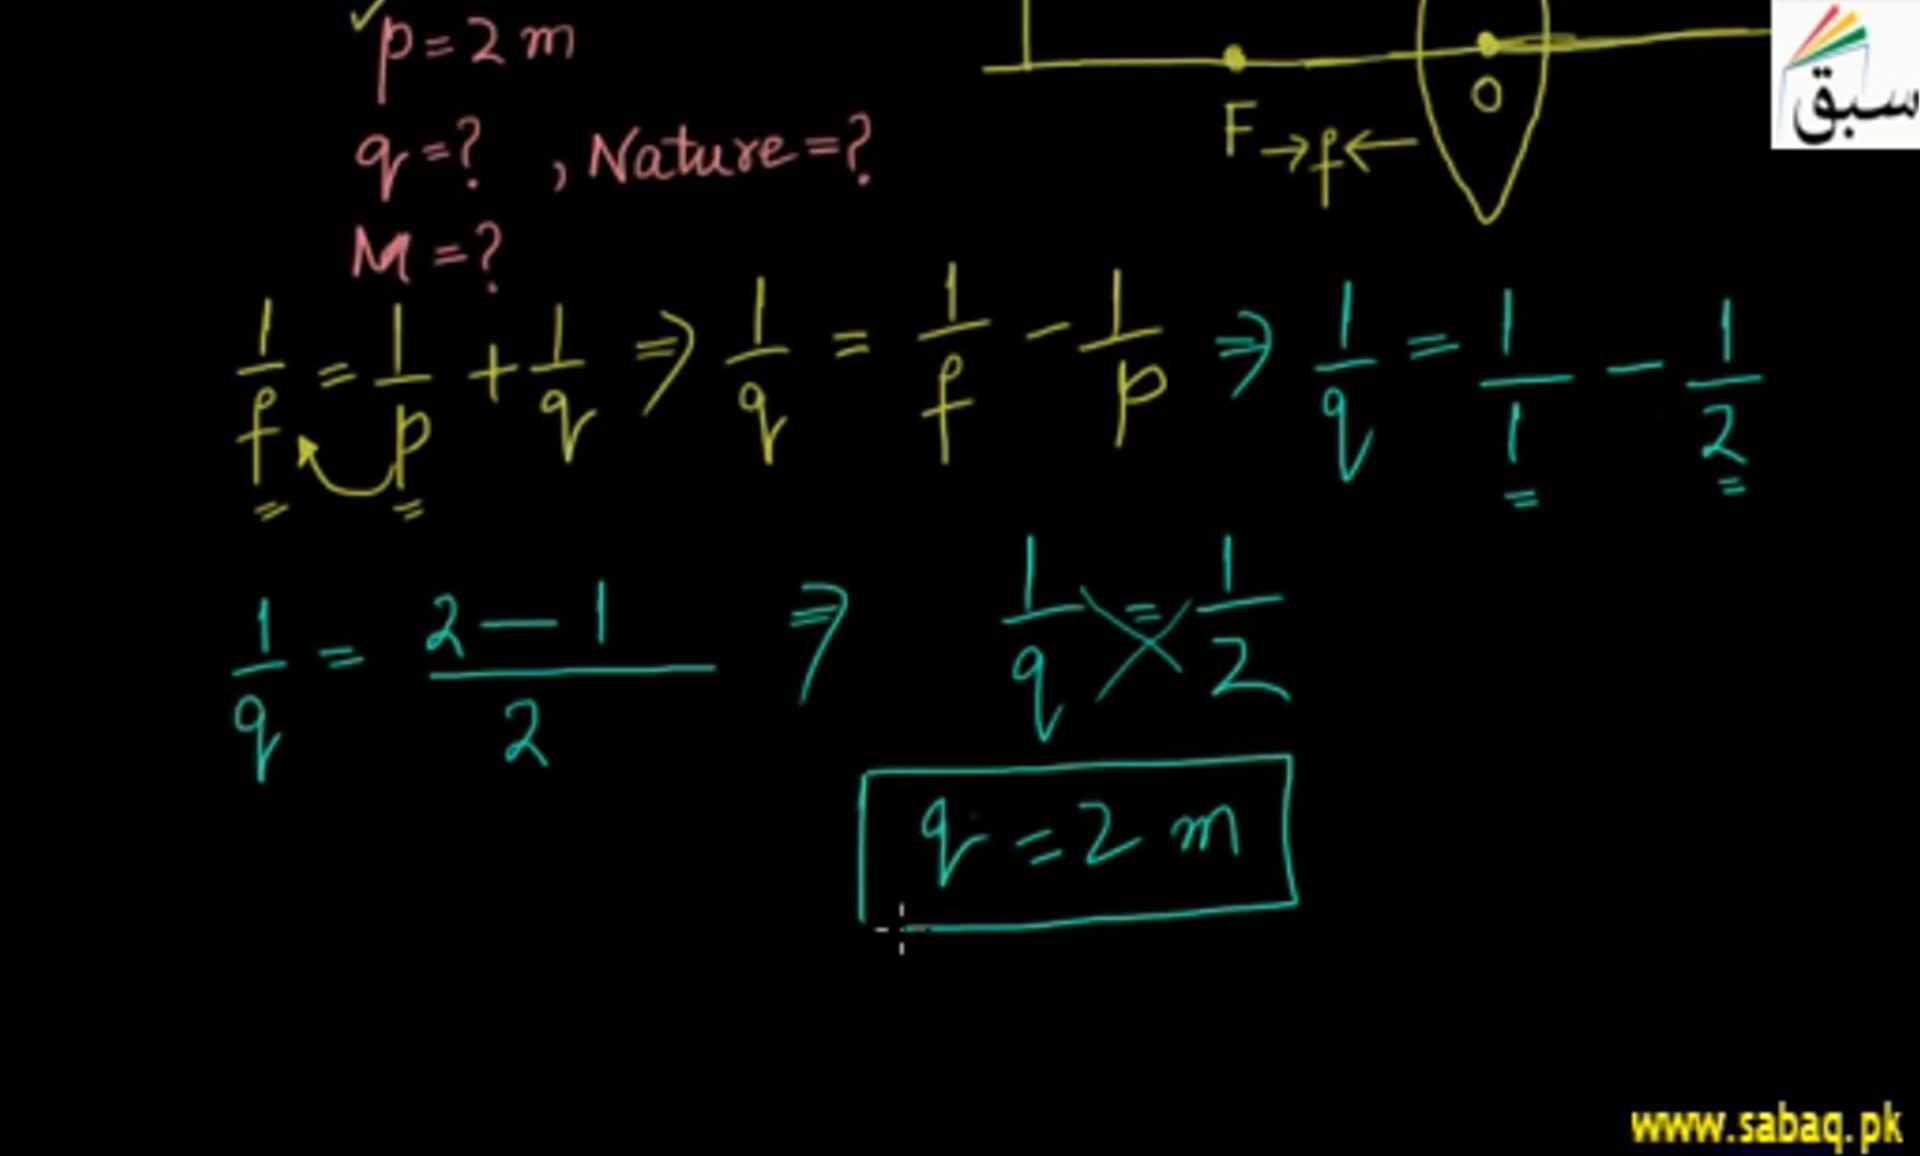 p = 2 m
q = ? , Nature = ?
M = ?
F → f ←
O
سبق
1/f = 1/p + 1/q ⇒ 1/q = 1/f - 1/p ⇒ 1/q = 1/1 - 1/2
1/q = 2 - 1 / 2 ⇒ 1/q = 1/2
q = 2 m
www.sabaq.pk